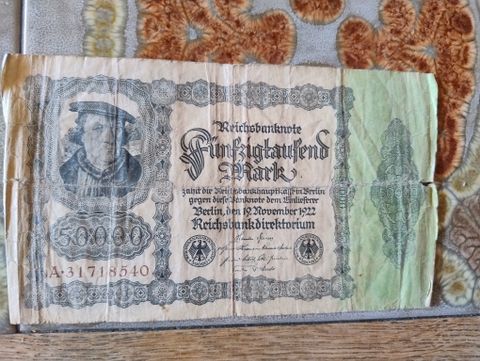 Reichsbanknote
Fünfzigtausend
Mark
zahlt die Reichsbankhauptkasse in Berlin
gegen diese Banknote dem Einlieferer
Berlin, den 19. November 1922
Reichsbankdirektorium
50000
A·31718540